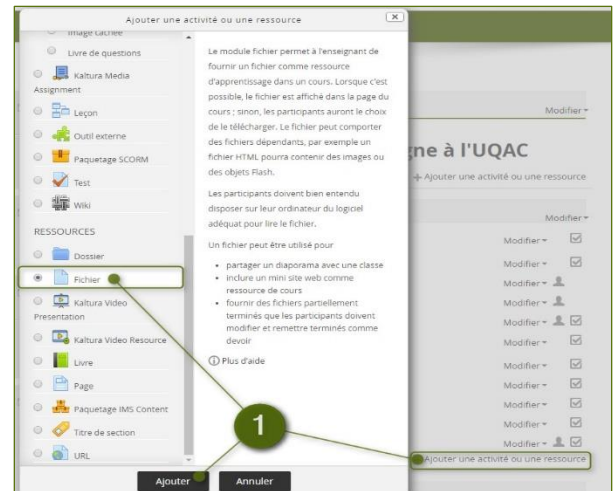 Ajouter une activité ou une ressource
Image cachée
Livre de questions
Kaltura Media
Assignment
Leçon
Outil externe
Paquetage SCORM
Test
Wiki
RESSOURCES
Dossier
Fichier
Kaltura Video
Presentation
Kaltura Video Resource
Livre
Page
Paquetage IMS Content
Titre de section
URL
Le module fichier permet à l'enseignant de
fournir un fichier comme ressource
d'apprentissage dans un cours. Lorsque c'est
possible, le fichier est affiché dans la page du
cours ; sinon, les participants auront le choix
de le télécharger. Le fichier peut comporter
des fichiers dépendants, par exemple un
fichier HTML pourra contenir des images ou
des objets Flash.
Les participants doivent bien entendu
disposer sur leur ordinateur du logiciel
adéquat pour lire le fichier.
Un fichier peut être utilisé pour
partager un diaporama avec une classe
inclure un mini site web comme
ressource de cours
fournir des fichiers partiellement
terminés que les participants doivent
modifier et remettre terminés comme
devoir
Plus d'aide
1
Ajouter
Annuler
Modifier
gne à l'UQAC
Ajouter une activité ou une ressource
Modifier
Modifier
Modifier
Modifier
Modifier
Modifier
Modifier
Modifier
Modifier
Modifier
Modifier
Ajouter une activité ou une ressource